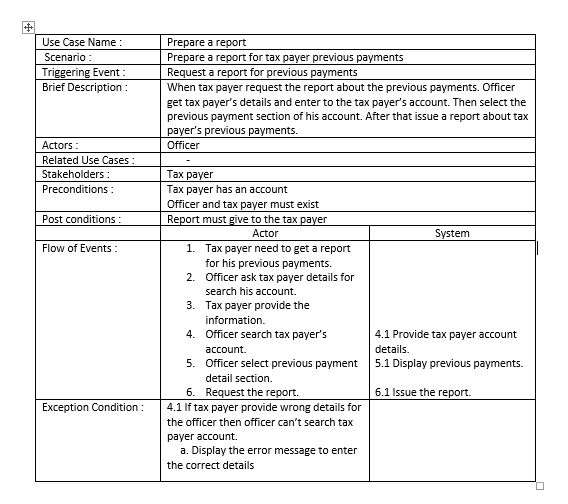 Use Case Name : Prepare a report
Scenario : Prepare a report for tax payer previous payments
Triggering Event : Request a report for previous payments
Brief Description : When tax payer request the report about the previous payments. Officer
get tax payer's details and enter to the tax payer's account. Then select the
previous payment section of his account. After that issue a report about tax
payer's previous payments.
Actors : Officer
Related Use Cases : -
Stakeholders : Tax payer
Preconditions : Tax payer has an account
Officer and tax payer must exist
Post conditions : Report must give to the tax payer
Actor System
Flow of Events : 1. Tax payer need to get a report
for his previous payments.
2. Officer ask tax payer details for
search his account.
3. Tax payer provide the
information.
4. Officer search tax payer's 4.1 Provide tax payer account
account. details.
5. Officer select previous payment 5.1 Display previous payments.
detail section.
6. Request the report. 6.1 Issue the report.
Exception Condition : 4.1 If tax payer provide wrong details for
the officer then officer can't search tax
payer account.
a. Display the error message to enter
the correct details